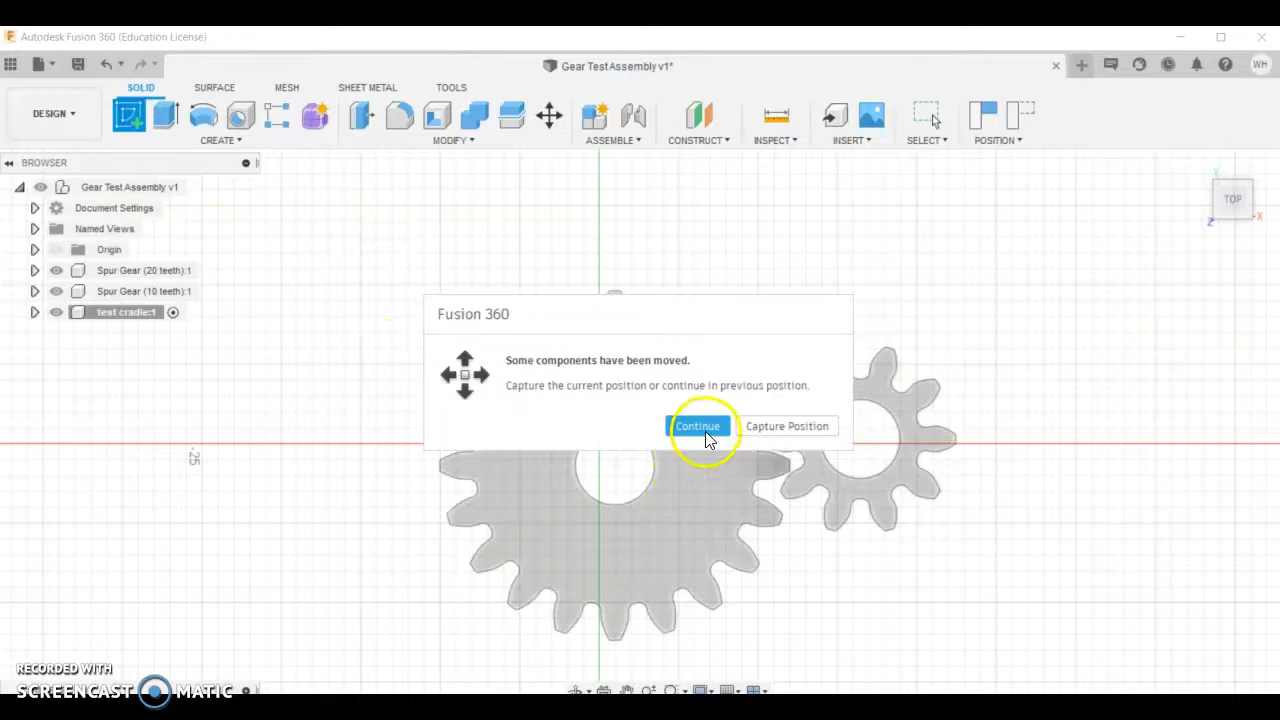 Autodesk Fusion 360 (Education License)
Gear Test Assembly v1*
WH
DESIGN
SOLID
SURFACE
MESH
SHEET METAL
TOOLS
CREATE
MODIFY
ASSEMBLE
CONSTRUCT
INSPECT
INSERT
SELECT
POSITION
BROWSER
Gear Test Assembly v1
Document Settings
Named Views
Origin
Spur Gear (20 teeth):1
Spur Gear (10 teeth):1
test cradle:1
TOP
Y
X
Z
-25
Fusion 360
Some components have been moved.
Capture the current position or continue in previous position.
Continue
Capture Position
RECORDED WITH
SCREENCAST MATIC